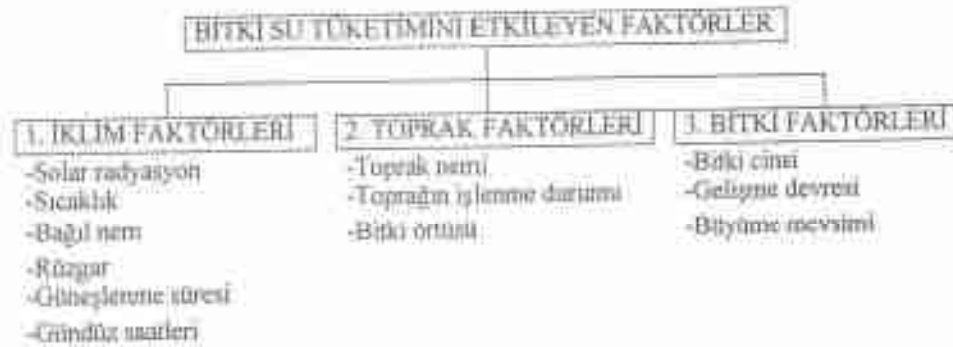 BİTKİ SU TÜKETİMİNİ ETKİLEYEN FAKTÖRLER
1. İKLİM FAKTÖRLERİ
-Solar radyasyon
-Sıcaklık
-Bağıl nem
-Rüzgar
-Güneşlenme süresi
-Gündüz saatleri
2. TOPRAK FAKTÖRLERİ
-Toprak nemi
-Toprağın işlenme durumu
-Bitki örtüsü
3. BİTKİ FAKTÖRLERİ
-Bitki cinsi
-Gelişme devresi
-Büyüme mevsimi